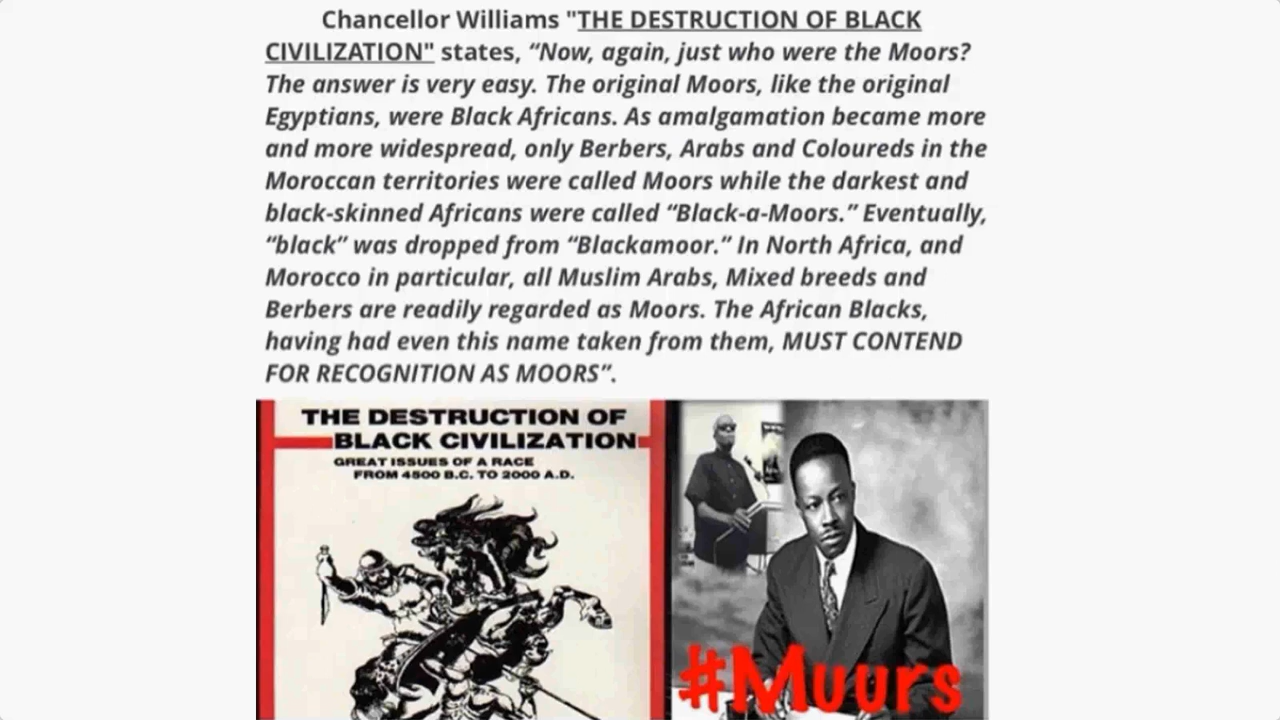 Chancellor Williams "THE DESTRUCTION OF BLACK
CIVILIZATION" states, “Now, again, just who were the Moors?
The answer is very easy. The original Moors, like the original
Egyptians, were Black Africans. As amalgamation became more
and more widespread, only Berbers, Arabs and Coloureds in the
Moroccan territories were called Moors while the darkest and
black-skinned Africans were called “Black-a-Moors.” Eventually,
“black” was dropped from “Blackamoor.” In North Africa, and
Morocco in particular, all Muslim Arabs, Mixed breeds and
Berbers are readily regarded as Moors. The African Blacks,
having had even this name taken from them, MUST CONTEND
FOR RECOGNITION AS MOORS”.
THE DESTRUCTION OF
BLACK CIVILIZATION
GREAT ISSUES OF A RACE
FROM 4500 B.C. TO 2000 A.D.
#Muurs